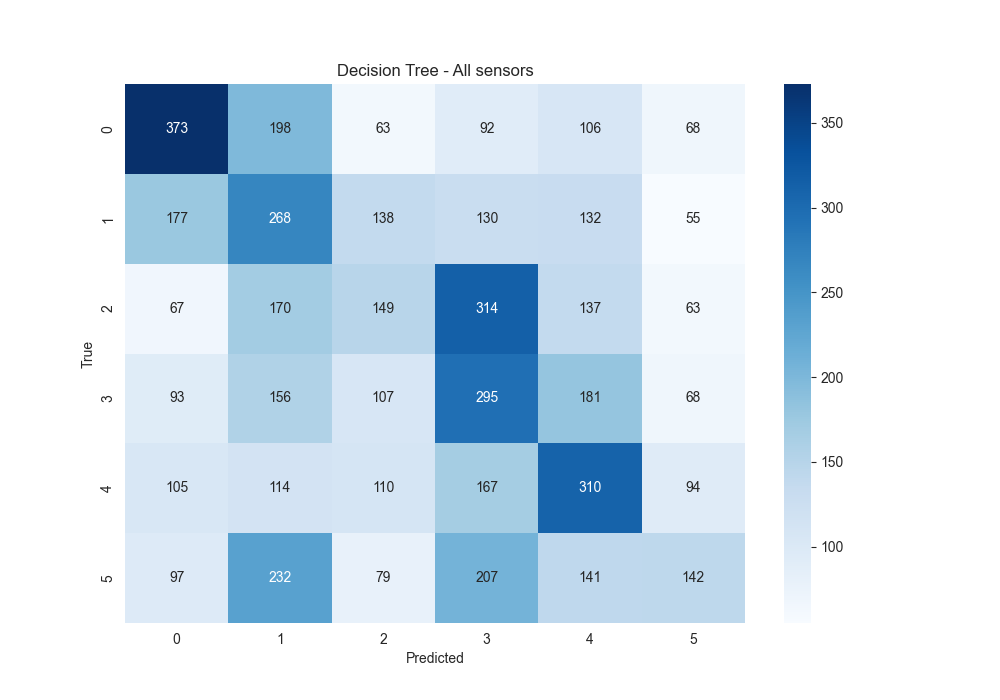 Decision Tree - All sensors
0 373 198 63 92 106 68
1 177 268 138 130 132 55
2 67 170 149 314 137 63
3 93 156 107 295 181 68
4 105 114 110 167 310 94
5 97 232 79 207 141 142
True
0 1 2 3 4 5
Predicted
350
300
250
200
150
100